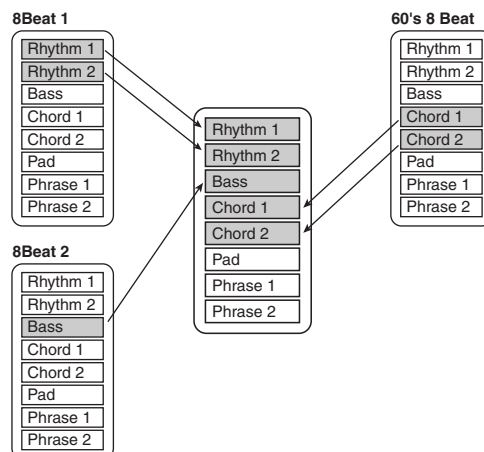 8Beat 1
Rhythm 1
Rhythm 2
Bass
Chord 1
Chord 2
Pad
Phrase 1
Phrase 2
8Beat 2
Rhythm 1
Rhythm 2
Bass
Chord 1
Chord 2
Pad
Phrase 1
Phrase 2
Rhythm 1
Rhythm 2
Bass
Chord 1
Chord 2
Pad
Phrase 1
Phrase 2
60's 8 Beat
Rhythm 1
Rhythm 2
Bass
Chord 1
Chord 2
Pad
Phrase 1
Phrase 2